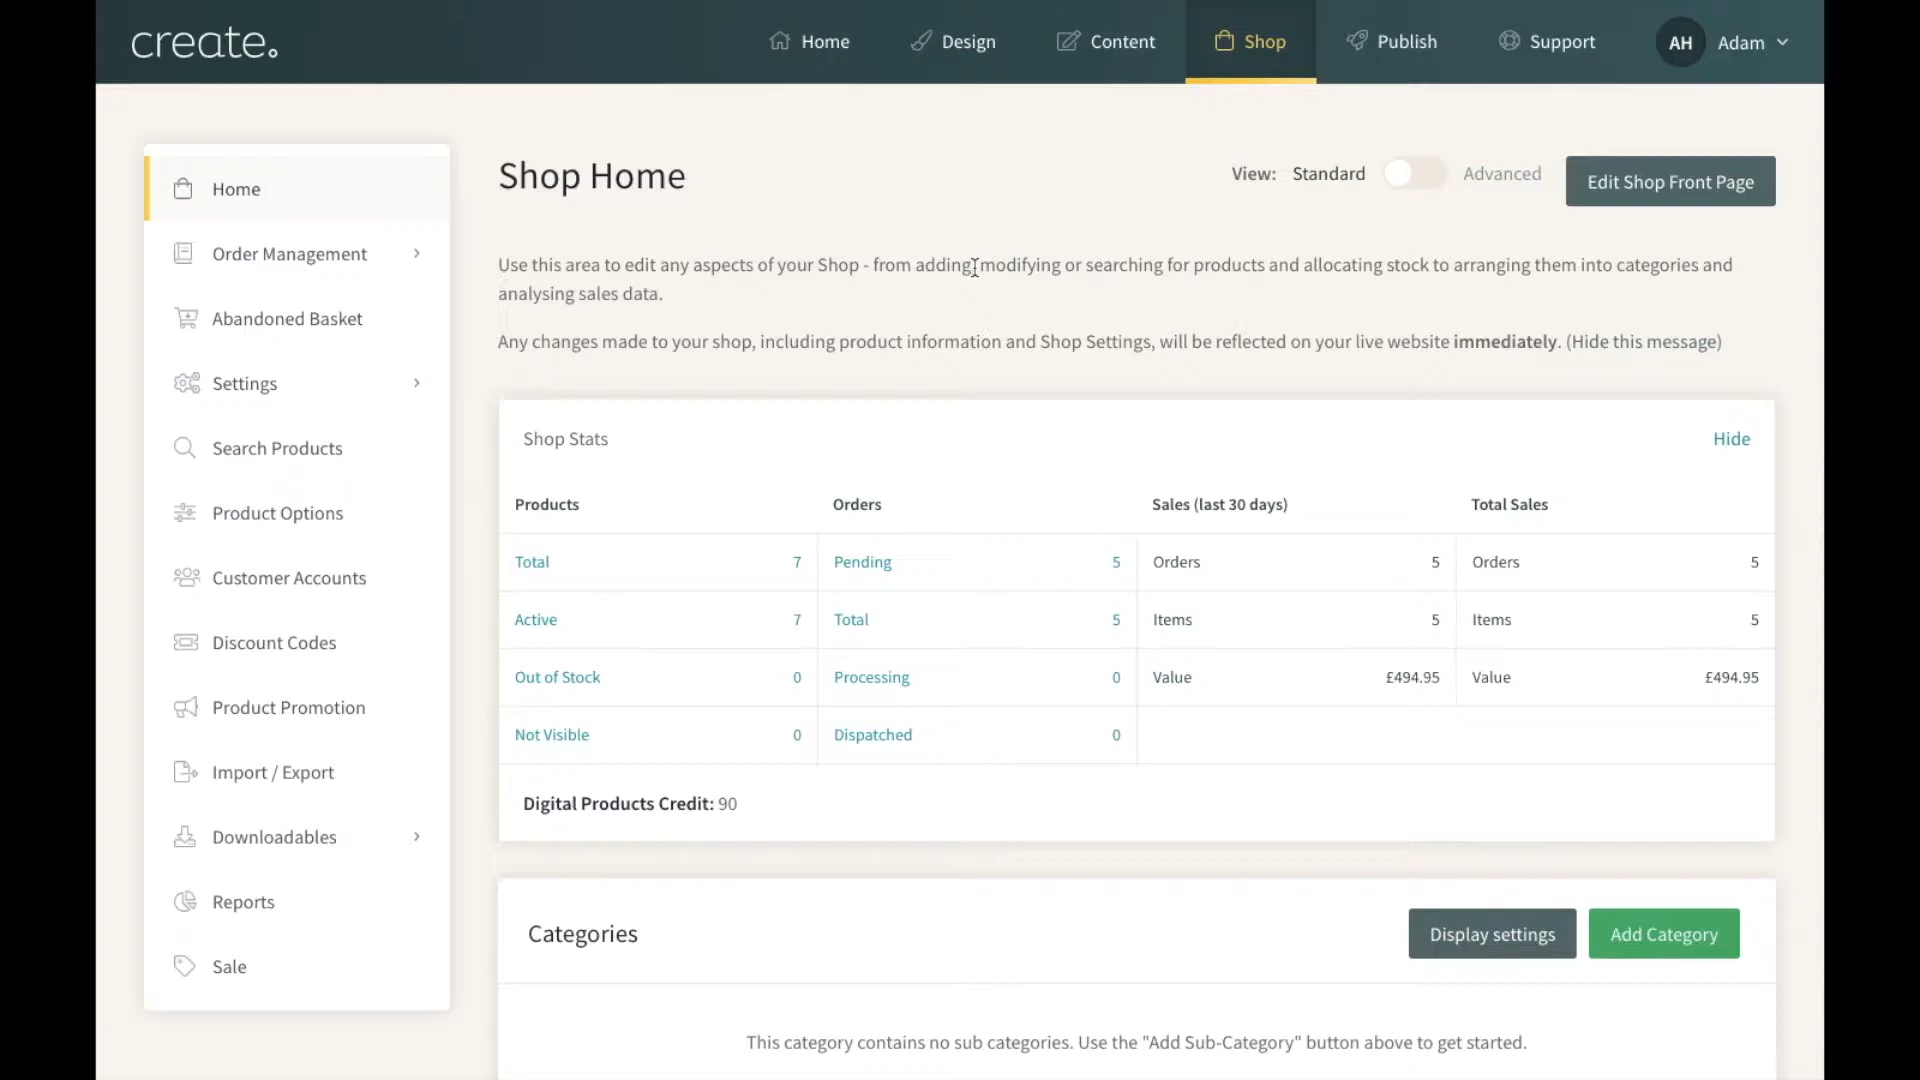 create.
Home
Design
Content
Shop
Publish
Support
AH
Adam
Home
Order Management
Abandoned Basket
Settings
Search Products
Product Options
Customer Accounts
Discount Codes
Product Promotion
Import / Export
Downloadables
Reports
Sale
Shop Home
View: Standard Advanced
Edit Shop Front Page
Use this area to edit any aspects of your Shop - from adding, modifying or searching for products and allocating stock to arranging them into categories and
analysing sales data.
Any changes made to your shop, including product information and Shop Settings, will be reflected on your live website immediately. (Hide this message)
Shop Stats Hide
Products Orders Sales (last 30 days) Total Sales
Total 7 Pending 5 Orders 5 Orders 5
Active 7 Total 5 Items 5 Items 5
Out of Stock 0 Processing 0 Value £494.95 Value £494.95
Not Visible 0 Dispatched 0
Digital Products Credit: 90
Categories
Display settings
Add Category
This category contains no sub categories. Use the "Add Sub-Category" button above to get started.